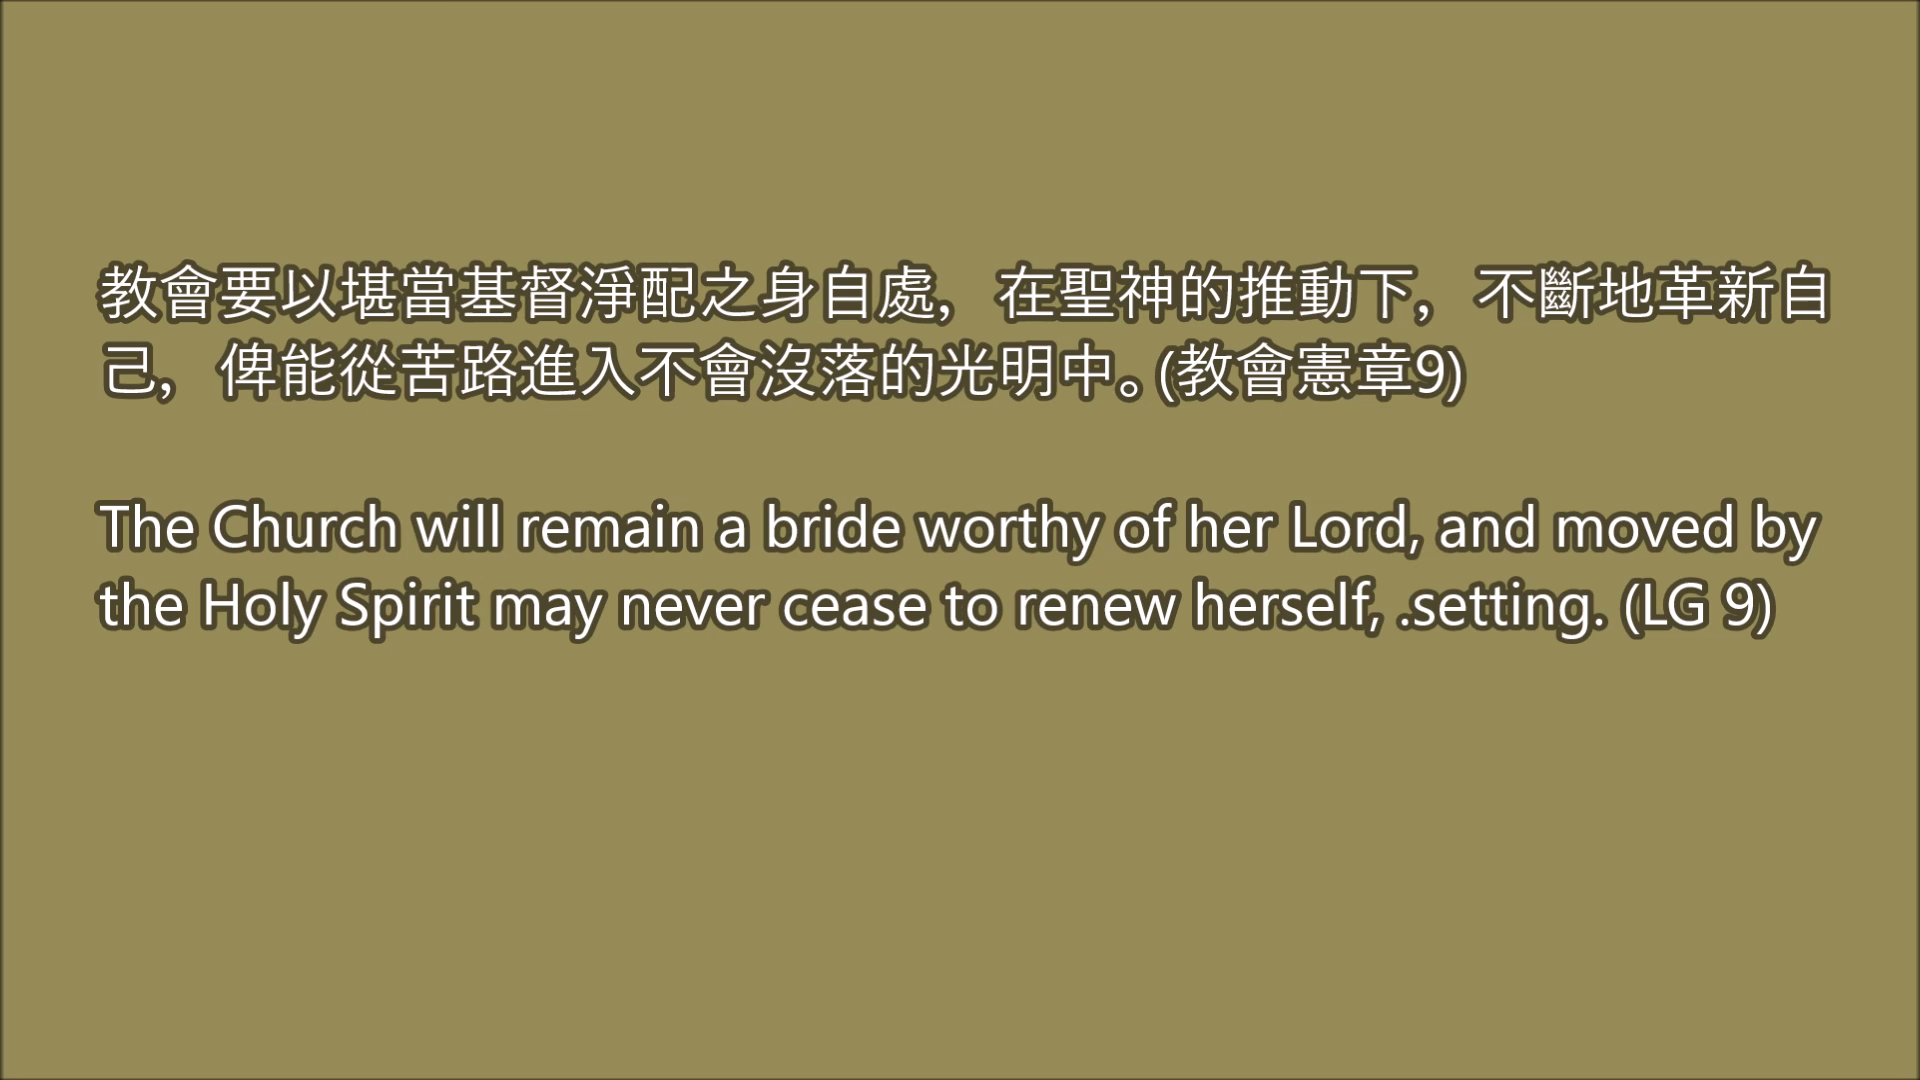 教會要以堪當基督淨配之身自處，在聖神的推動下，不斷地革新自
己，俾能從苦路進入不會沒落的光明中。(教會憲章9)
The Church will remain a bride worthy of her Lord, and moved by
the Holy Spirit may never cease to renew herself, .setting. (LG 9)